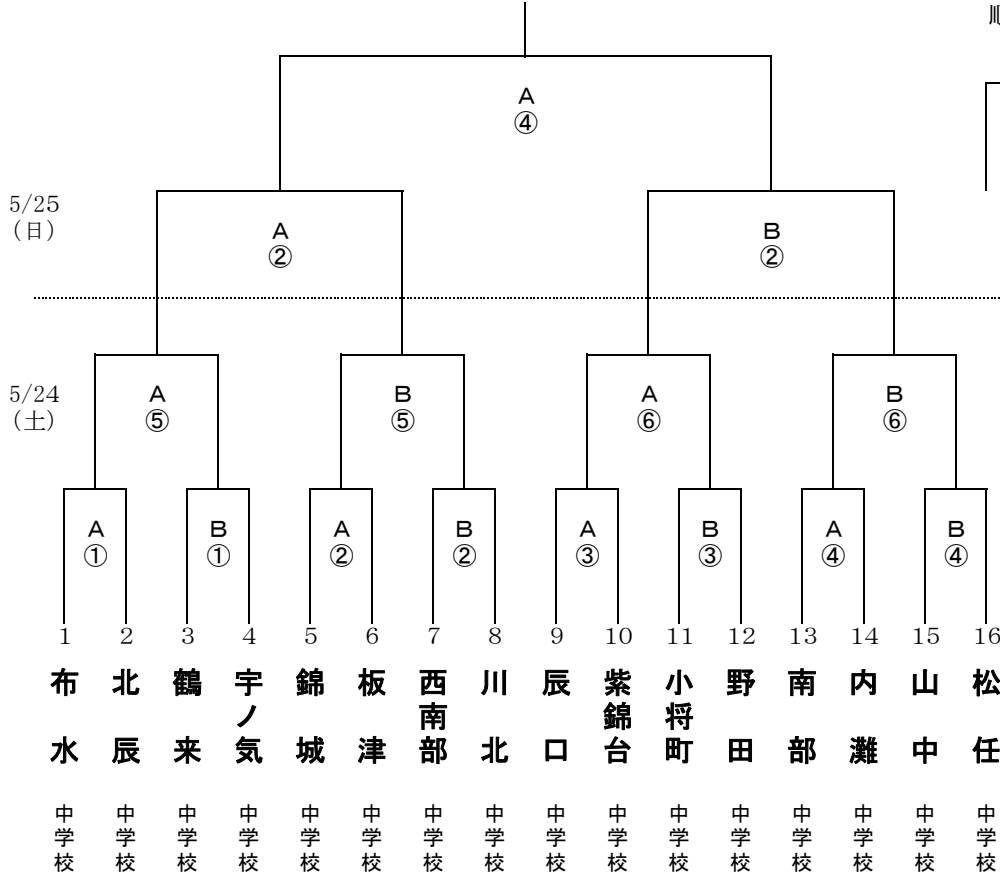 A
④
5/25
（日）
A
②
B
②
5/24
（土）
A
⑤
B
⑤
A
⑥
B
⑥
A
①
B
①
A
②
B
②
A
③
B
③
A
④
B
④
1 2 3 4 5 6 7 8 9 10 11 12 13 14 15 16
布水中学校
北辰中学校
鶴来中学校
宇ノ気中学校
錦城中学校
板津中学校
西南部中学校
川北中学校
辰口中学校
紫錦台中学校
小将町中学校
野田中学校
南部中学校
内灘中学校
山中中学校
松任中学校